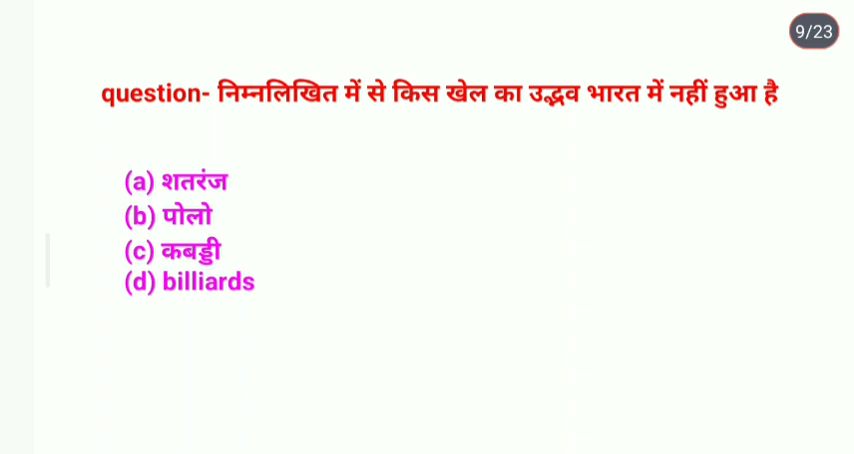 9/23
question- निम्नलिखित में से किस खेल का उद्भव भारत में नहीं हुआ है
(a) शतरंज
(b) पोलो
(c) कबड्डी
(d) billiards